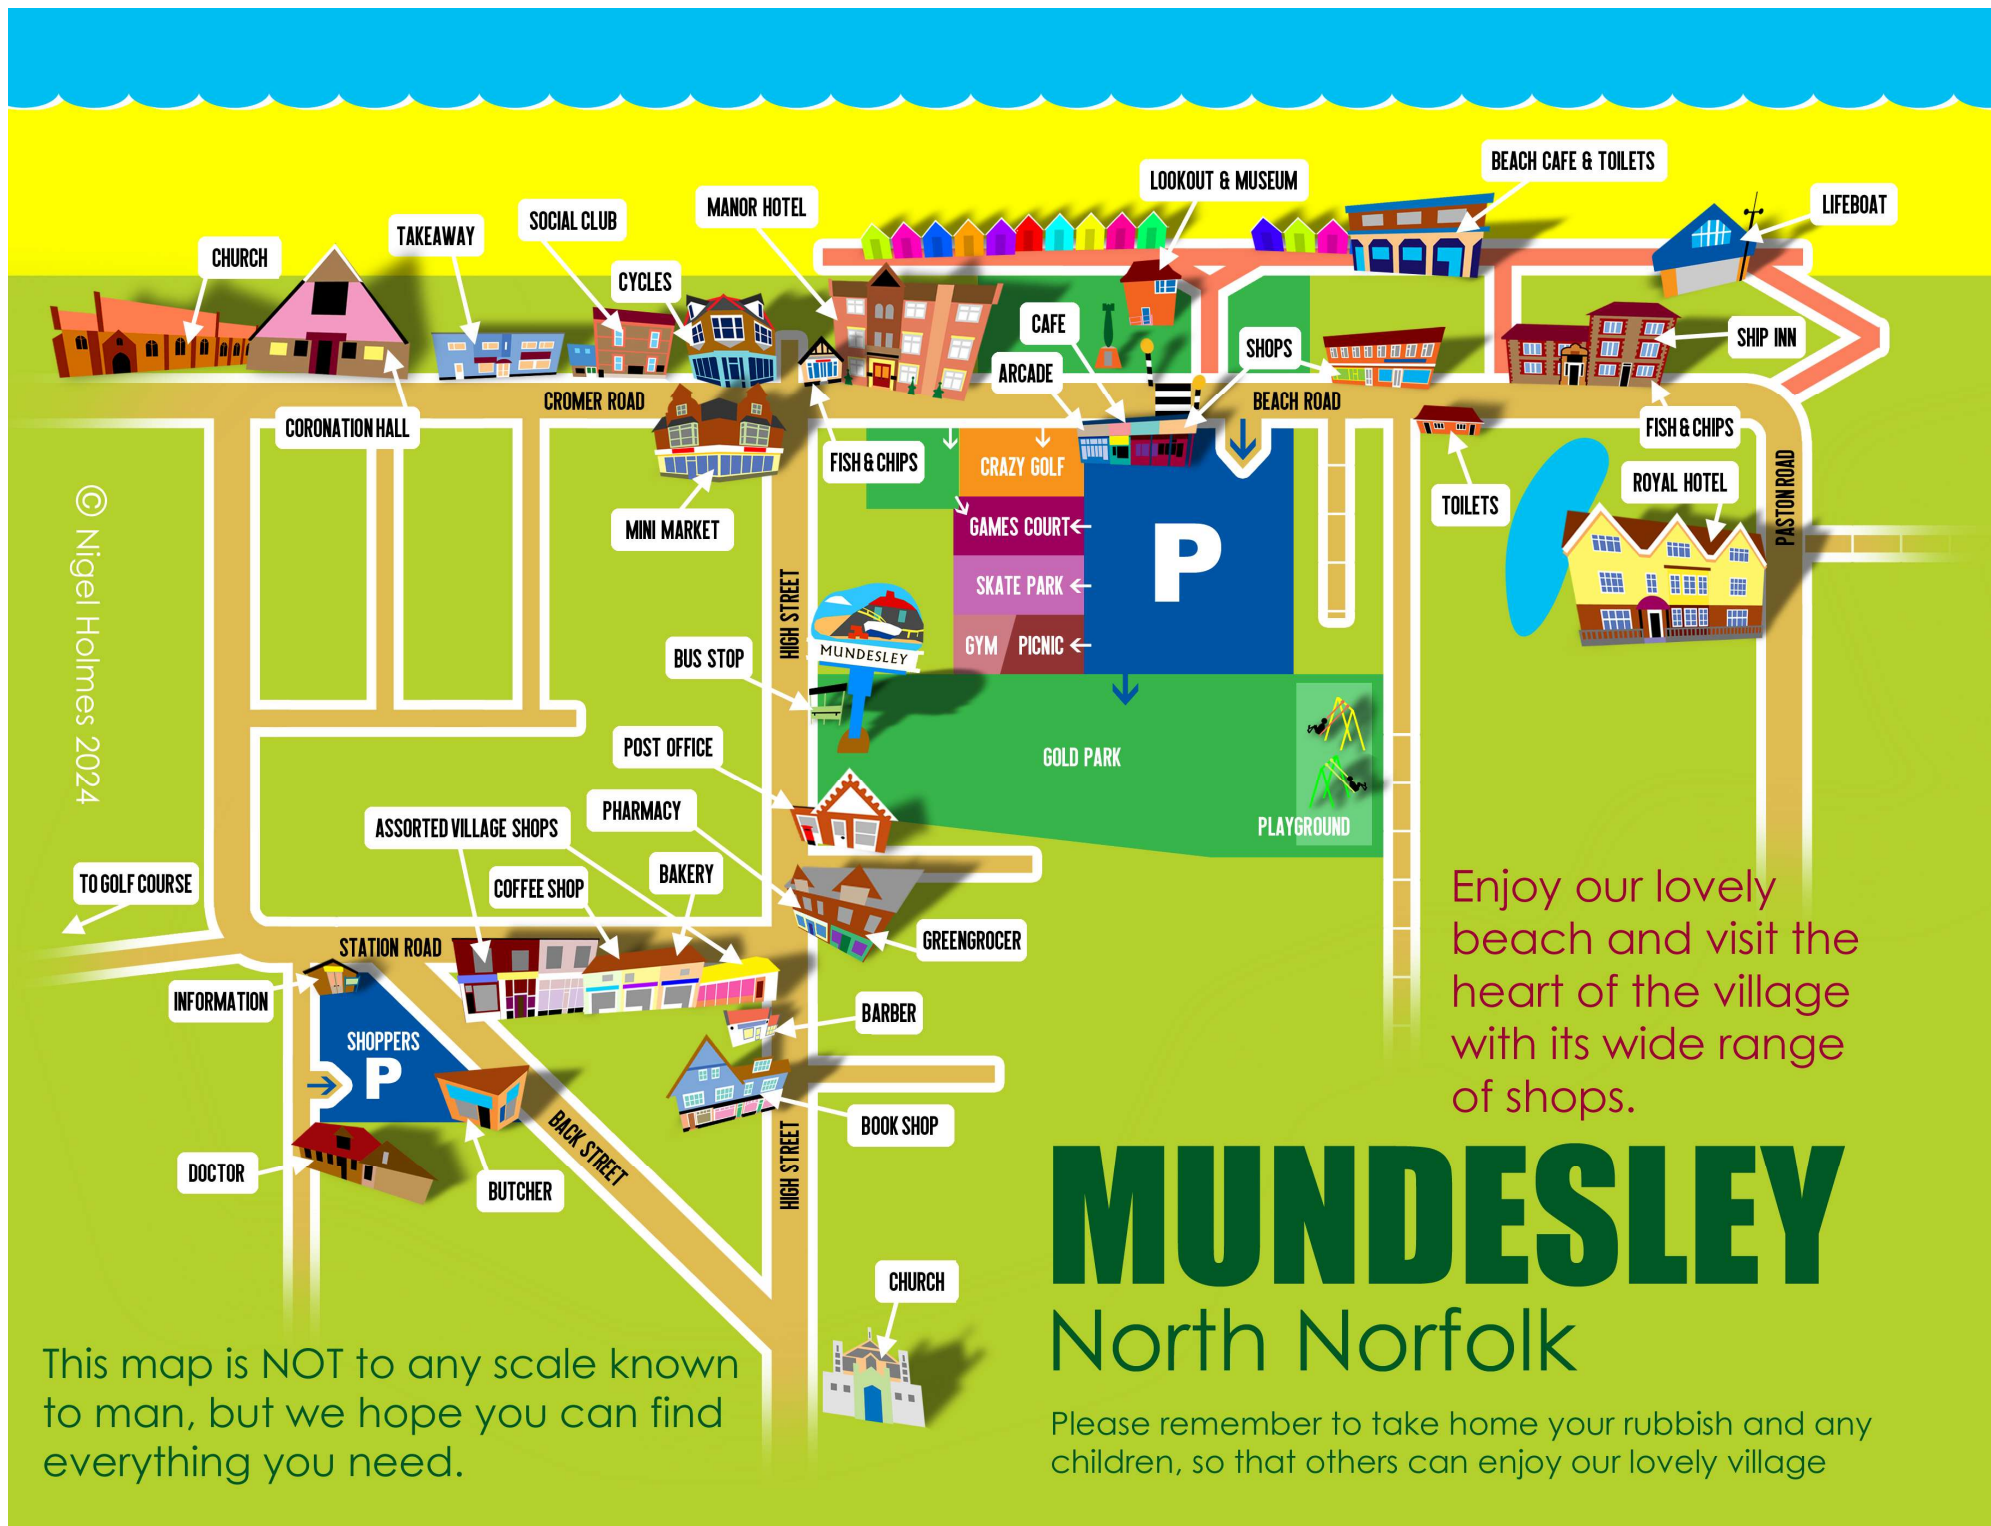 BEACH CAFE & TOILETS
LOOKOUT & MUSEUM
LIFEBOAT
MANOR HOTEL
SOCIAL CLUB
TAKEAWAY
CHURCH
CYCLES
CAFE
SHOPS
SHIP INN
ARCADE
CROMER ROAD
BEACH ROAD
CORONATION HALL
FISH & CHIPS
FISH & CHIPS
CRAZY GOLF
ROYAL HOTEL
PASTON ROAD
TOILETS
MINI MARKET
GAMES COURT
P
SKATE PARK
HIGH STREET
GYM
PICNIC
MUNDESLEY
BUS STOP
© Nigel Holmes 2024
POST OFFICE
GOLD PARK
PHARMACY
ASSORTED VILLAGE SHOPS
PLAYGROUND
BAKERY
TO GOLF COURSE
COFFEE SHOP
GREENGROCER
STATION ROAD
INFORMATION
BARBER
SHOPPERS
P
BOOK SHOP
BACK STREET
HIGH STREET
DOCTOR
BUTCHER
CHURCH
Enjoy our lovely
beach and visit the
heart of the village
with its wide range
of shops.
MUNDESLEY
North Norfolk
This map is NOT to any scale known
to man, but we hope you can find
everything you need.
Please remember to take home your rubbish and any
children, so that others can enjoy our lovely village